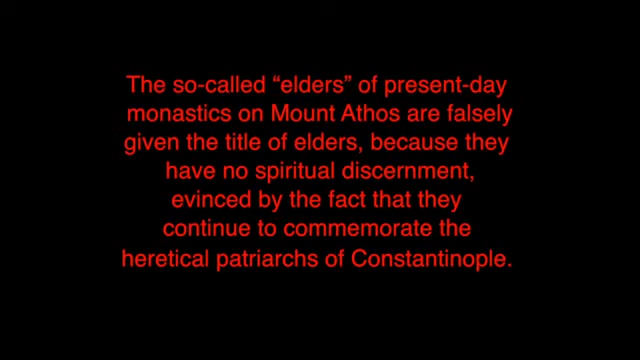 The so-called “elders” of present-day
monastics on Mount Athos are falsely
given the title of elders, because they
have no spiritual discernment,
evinced by the fact that they
continue to commemorate the
heretical patriarchs of Constantinople.